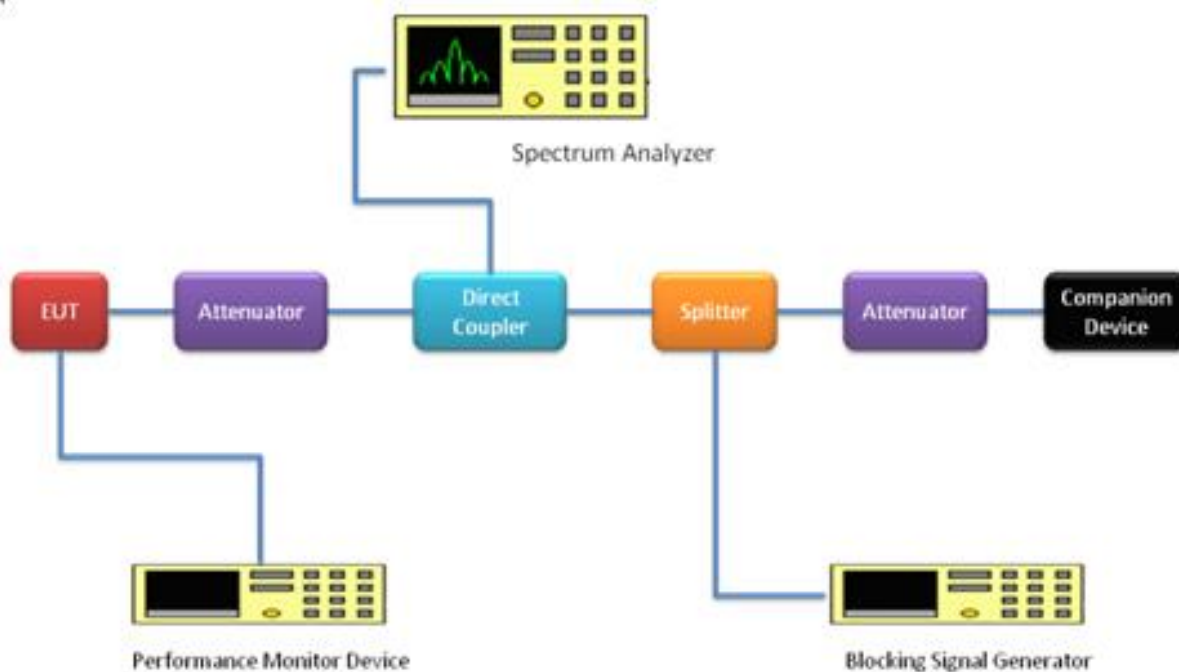 Spectrum Analyzer
EUT
Attenuator
Direct
Coupler
Splitter
Attenuator
Companion
Device
Performance Monitor Device
Blocking Signal Generator